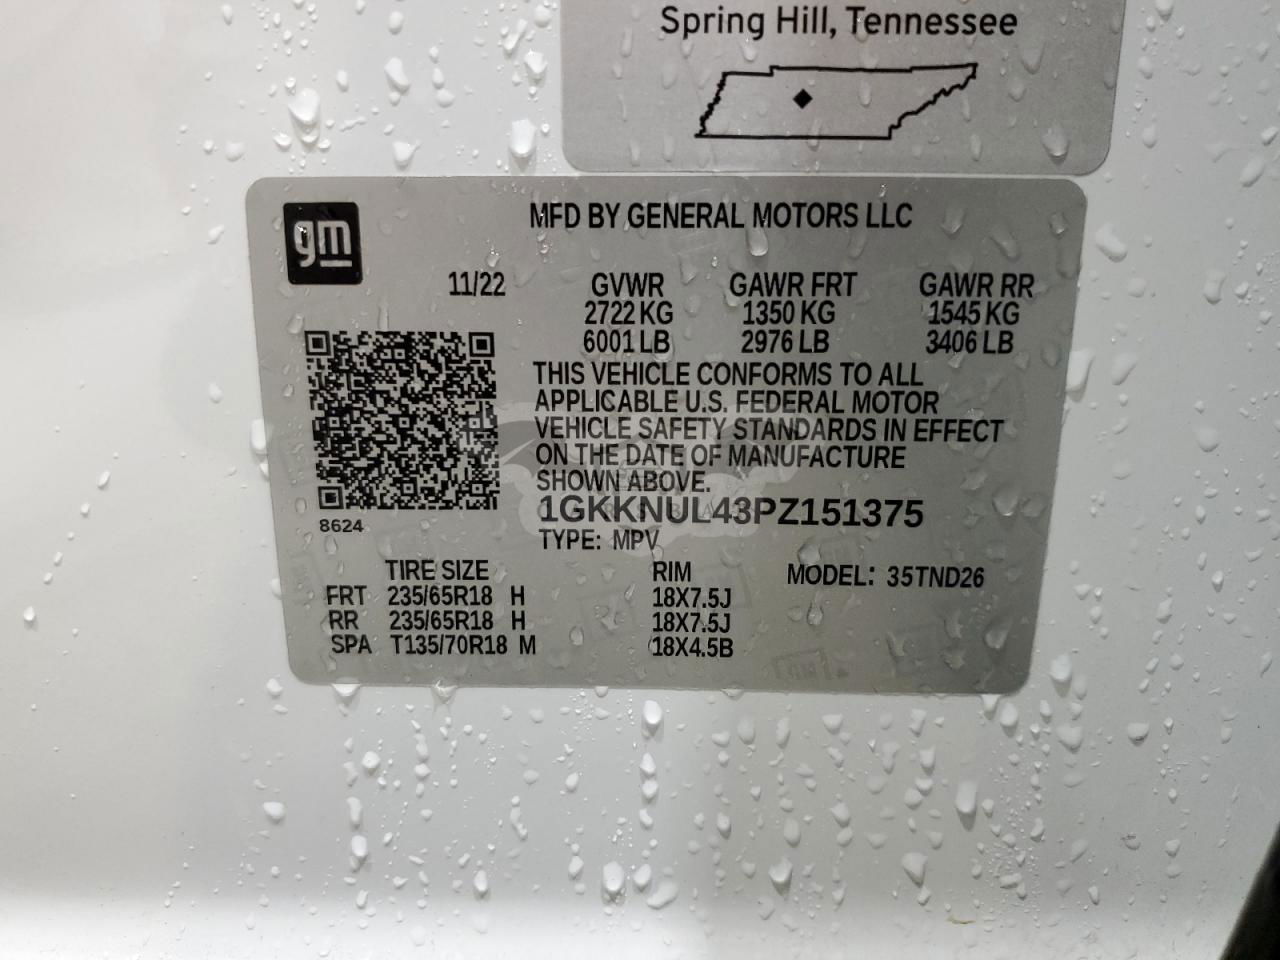 Spring Hill, Tennessee
gm
MFD BY GENERAL MOTORS LLC
11/22 GVWR GAWR FRT GAWR RR
2722 KG 1350 KG 1545 KG
6001 LB 2976 LB 3406 LB
THIS VEHICLE CONFORMS TO ALL
APPLICABLE U.S. FEDERAL MOTOR
VEHICLE SAFETY STANDARDS IN EFFECT
ON THE DATE OF MANUFACTURE
SHOWN ABOVE.
1GKKNUL43PZ151375
8624
TYPE: MPV
TIRE SIZE RIM MODEL: 35TND26
FRT 235/65R18 H 18X7.5J
RR 235/65R18 H 18X7.5J
SPA T135/70R18 M 18X4.5B